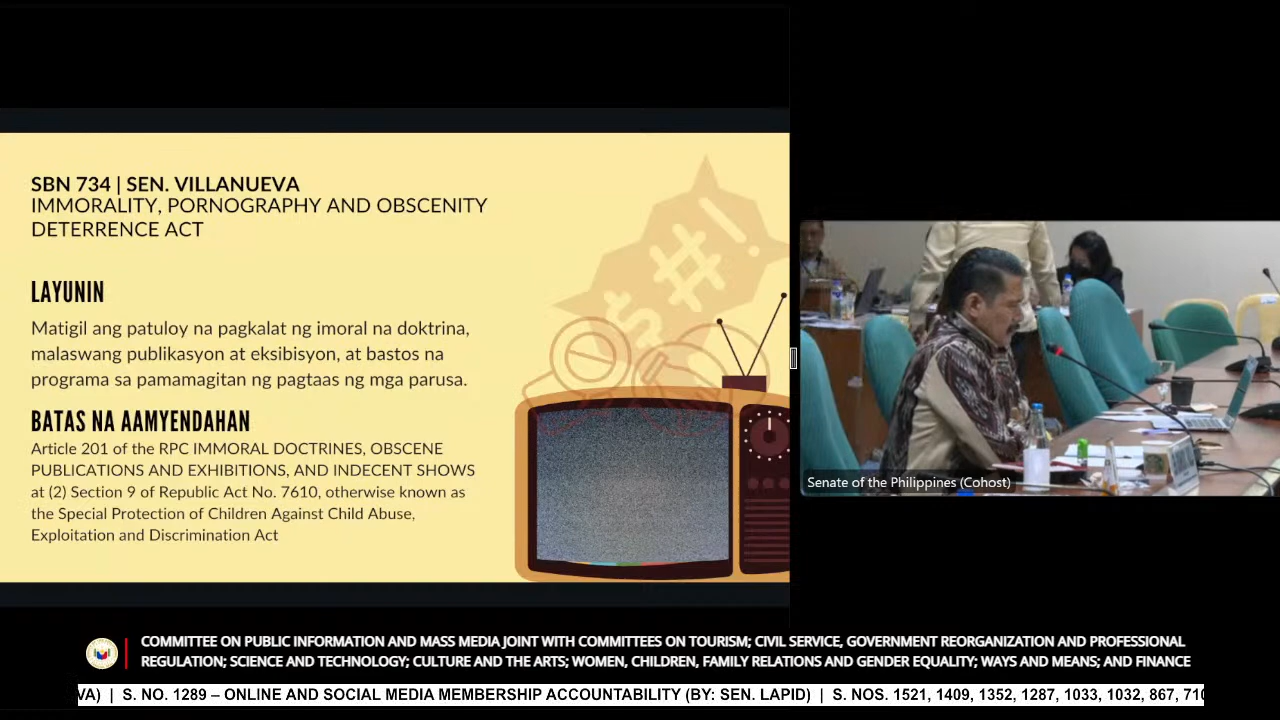 SBN 734 | SEN. VILLANUEVA
IMMORALITY, PORNOGRAPHY AND OBSCENITY
DETERRENCE ACT
LAYUNIN
Matigil ang patuloy na pagkalat ng imoral na doktrina,
malaswang publikasyon at eksibisyon, at bastos na
programa sa pamamagitan ng pagtaas ng mga parusa.
BATAS NA AAMYENDAHAN
Article 201 of the RPC IMMORAL DOCTRINES, OBSCENE
PUBLICATIONS AND EXHIBITIONS, AND INDECENT SHOWS
at (2) Section 9 of Republic Act No. 7610, otherwise known as
the Special Protection of Children Against Child Abuse,
Exploitation and Discrimination Act
$#!
Senate of the Philippines (Cohost)
COMMITTEE ON PUBLIC INFORMATION AND MASS MEDIA JOINT WITH COMMITTEES ON TOURISM; CIVIL SERVICE, GOVERNMENT REORGANIZATION AND PROFESSIONAL
REGULATION; SCIENCE AND TECHNOLOGY; CULTURE AND THE ARTS; WOMEN, CHILDREN, FAMILY RELATIONS AND GENDER EQUALITY; WAYS AND MEANS; AND FINANCE
VA) | S. NO. 1289 – ONLINE AND SOCIAL MEDIA MEMBERSHIP ACCOUNTABILITY (BY: SEN. LAPID) | S. NOS. 1521, 1409, 1352, 1287, 1033, 1032, 867, 710